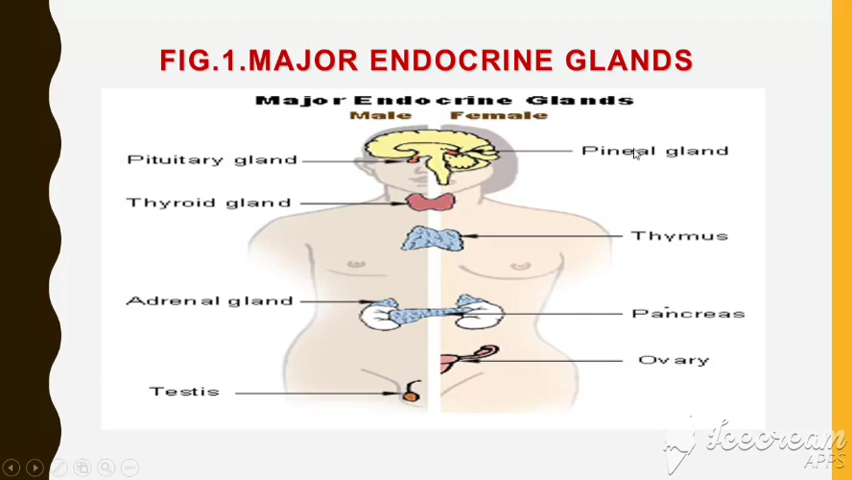 FIG.1.MAJOR ENDOCRINE GLANDS
Major Endocrine Glands
Male Female
Pituitary gland
Pineal gland
Thyroid gland
Thymus
Adrenal gland
Pancreas
Ovary
Testis
Icecream
APPS